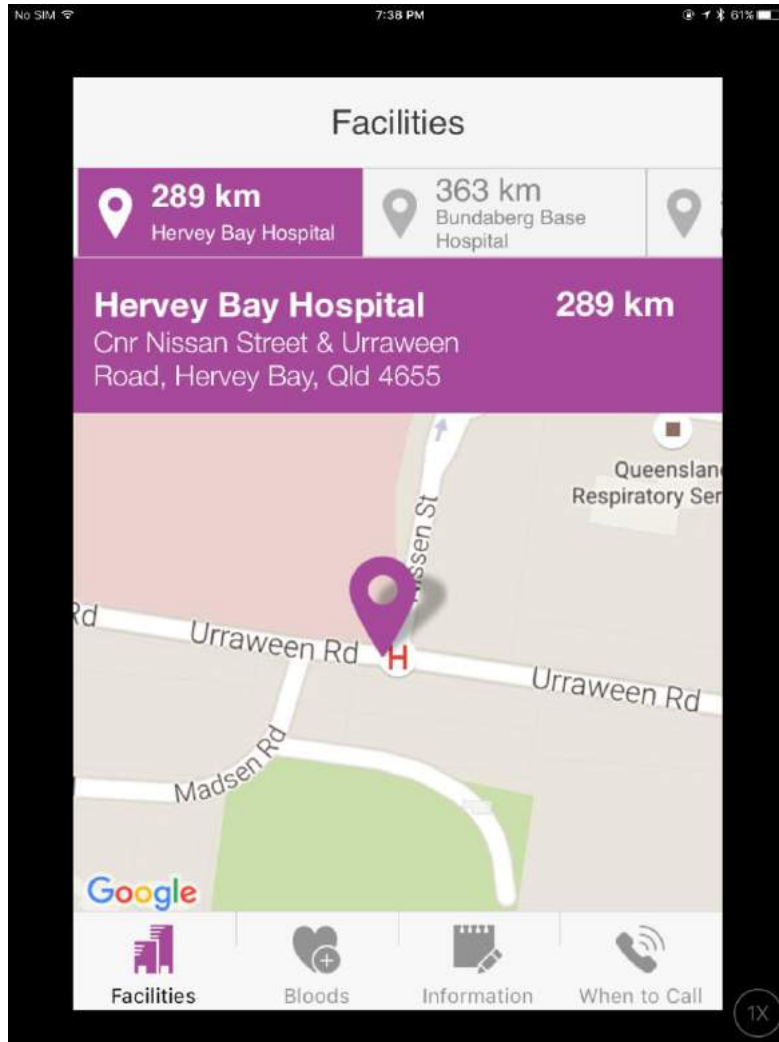 No SIM 7:38 PM 61%
Facilities
289 km
Hervey Bay Hospital
363 km
Bundaberg Base
Hospital
Hervey Bay Hospital 289 km
Cnr Nissan Street & Urraween
Road, Hervey Bay, Qld 4655
Queenslan
Respiratory Ser
issen St
Rd
Urraween Rd
H
Urraween Rd
Madsen Rd
Google
Facilities Bloods Information When to Call
1X